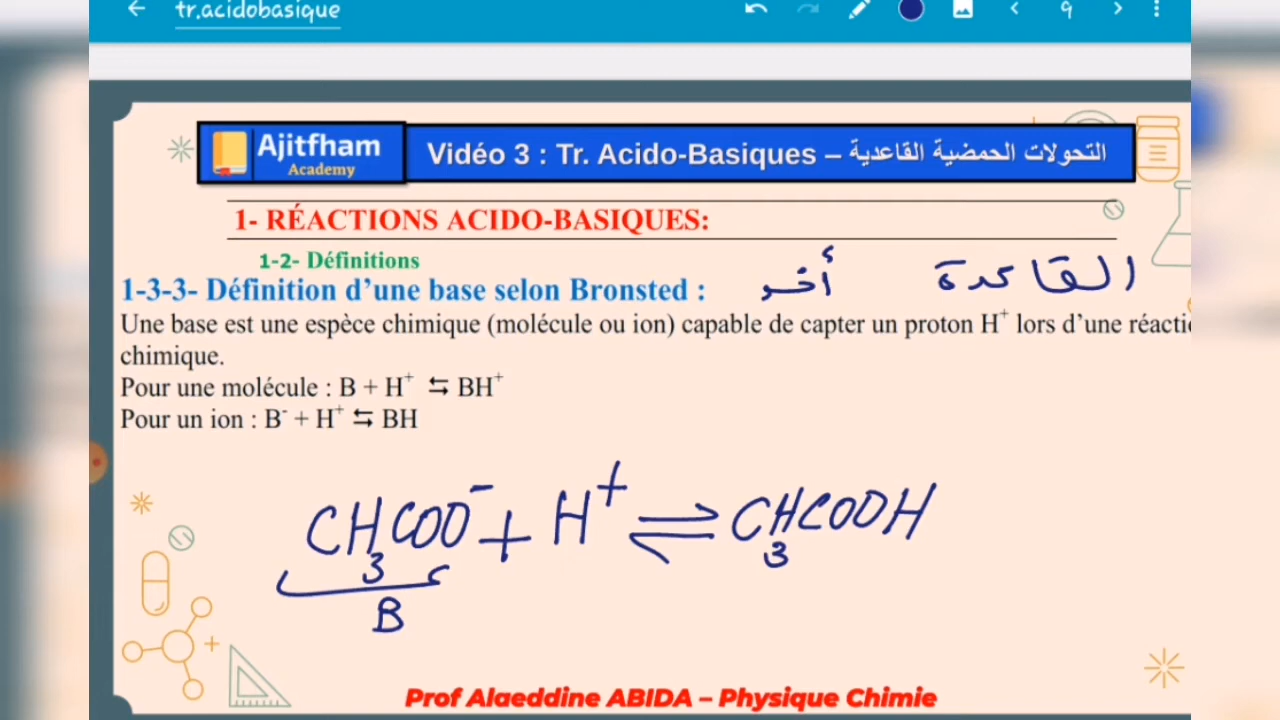 tr.acidobasique
9
Ajitfham
Academy
Vidéo 3 : Tr. Acido-Basiques – التحولات الحمضية القاعدية
1- RÉACTIONS ACIDO-BASIQUES:
1-2- Définitions
1-3-3- Définition d’une base selon Bronsted :
القاعدة
Une base est une espèce chimique (molécule ou ion) capable de capter un proton H⁺ lors d’une réacti
chimique.
Pour une molécule : B + H⁺ ⇆ BH⁺
Pour un ion : B⁻ + H⁺ ⇆ BH
CH₃COO⁻ + H⁺ ⇌ CH₃COOH
B
Prof Alaeddine ABIDA – Physique Chimie